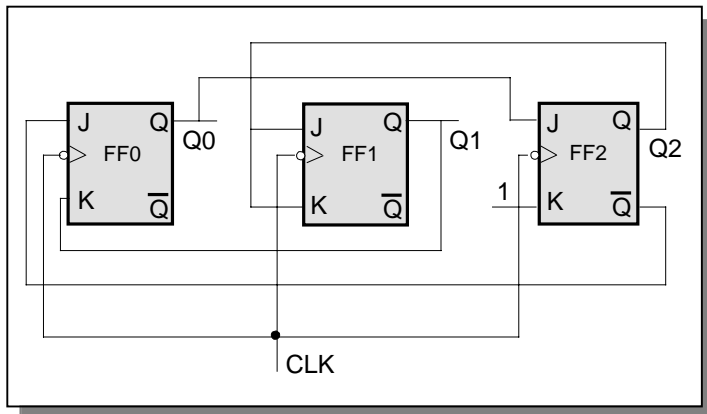 J Q
FF0
K Q̅
Q0
J Q
FF1
K Q̅
Q1
J Q
FF2
1 K Q̅
Q2
CLK